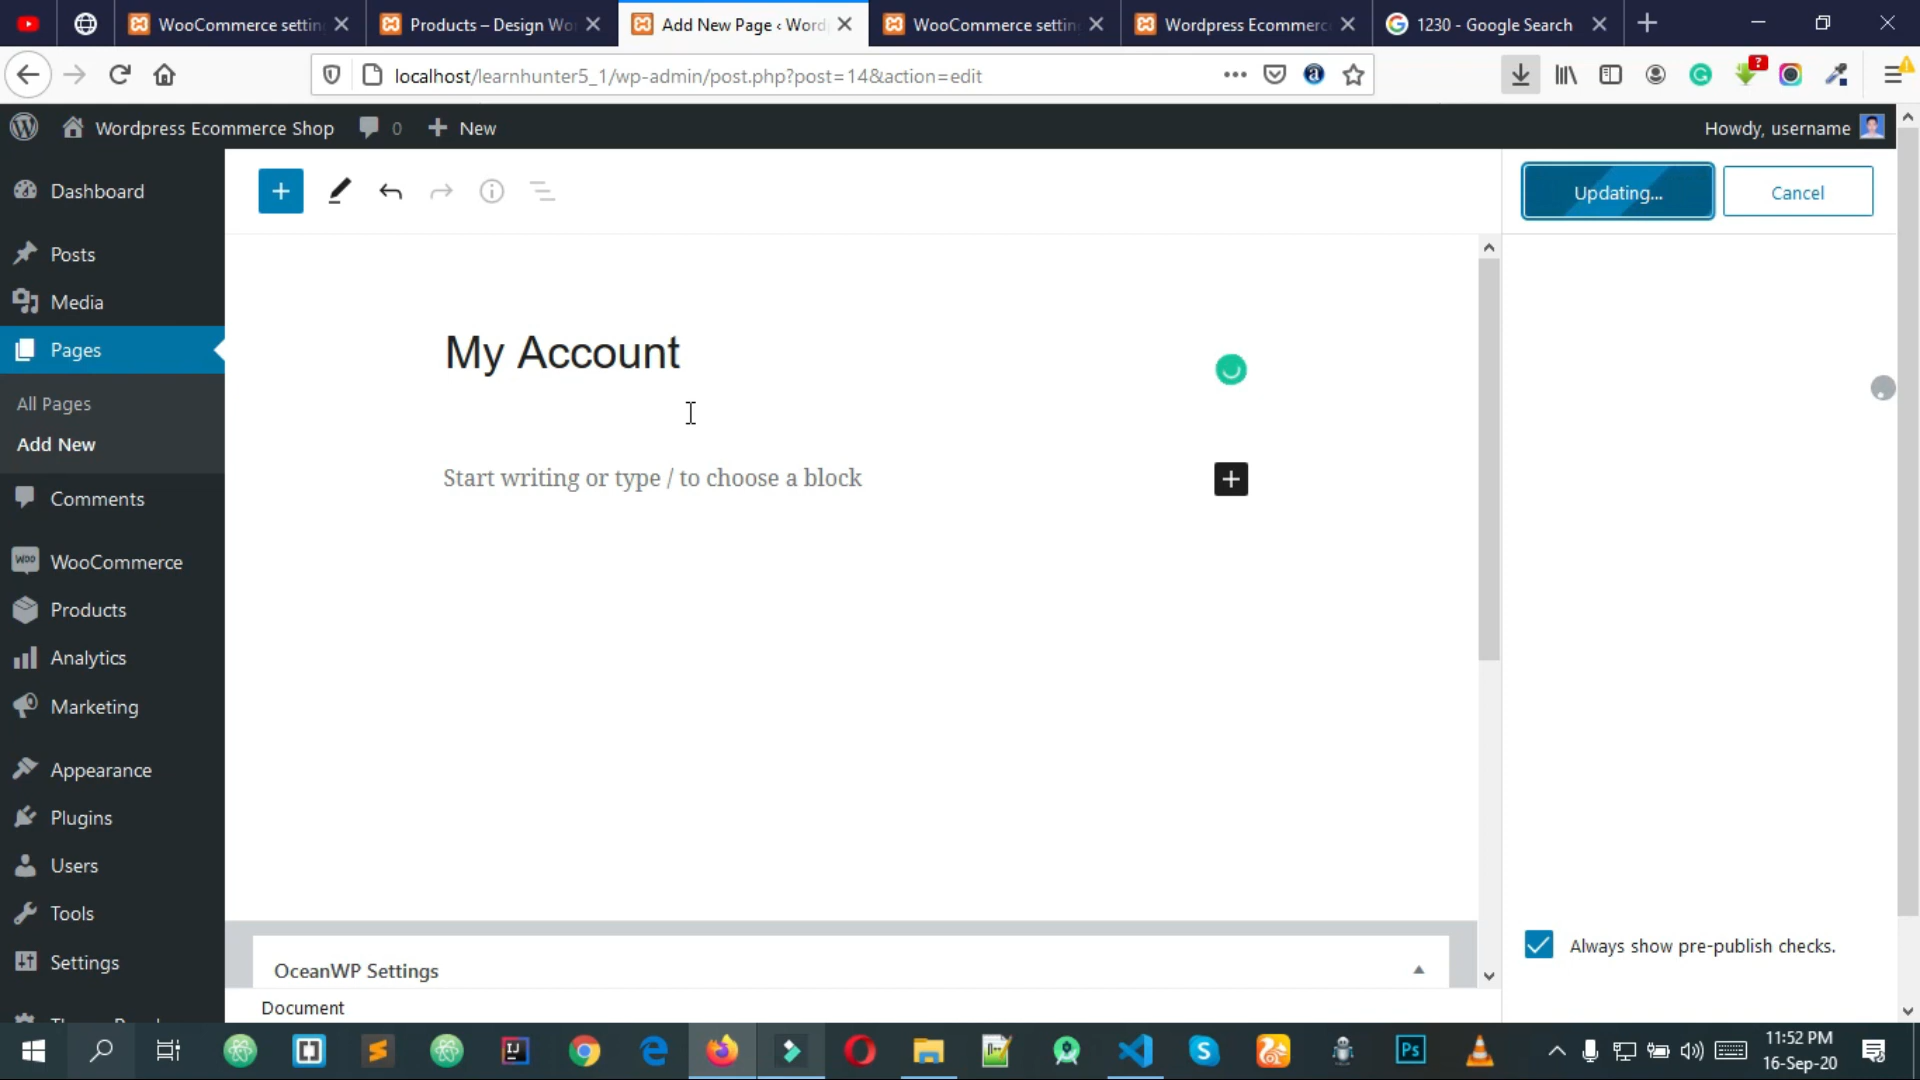 WooCommerce settin
Products – Design Wo
Add New Page ‹ Word
WooCommerce settin
Wordpress Ecommerc
1230 - Google Search
localhost/learnhunter5_1/wp-admin/post.php?post=14&action=edit
Wordpress Ecommerce Shop
0
New
Howdy, username
Dashboard
Posts
Media
Pages
All Pages
Add New
Comments
WooCommerce
Products
Analytics
Marketing
Appearance
Plugins
Users
Tools
Settings
Updating...
Cancel
My Account
Start writing or type / to choose a block
Always show pre-publish checks.
OceanWP Settings
Document
11:52 PM
16-Sep-20